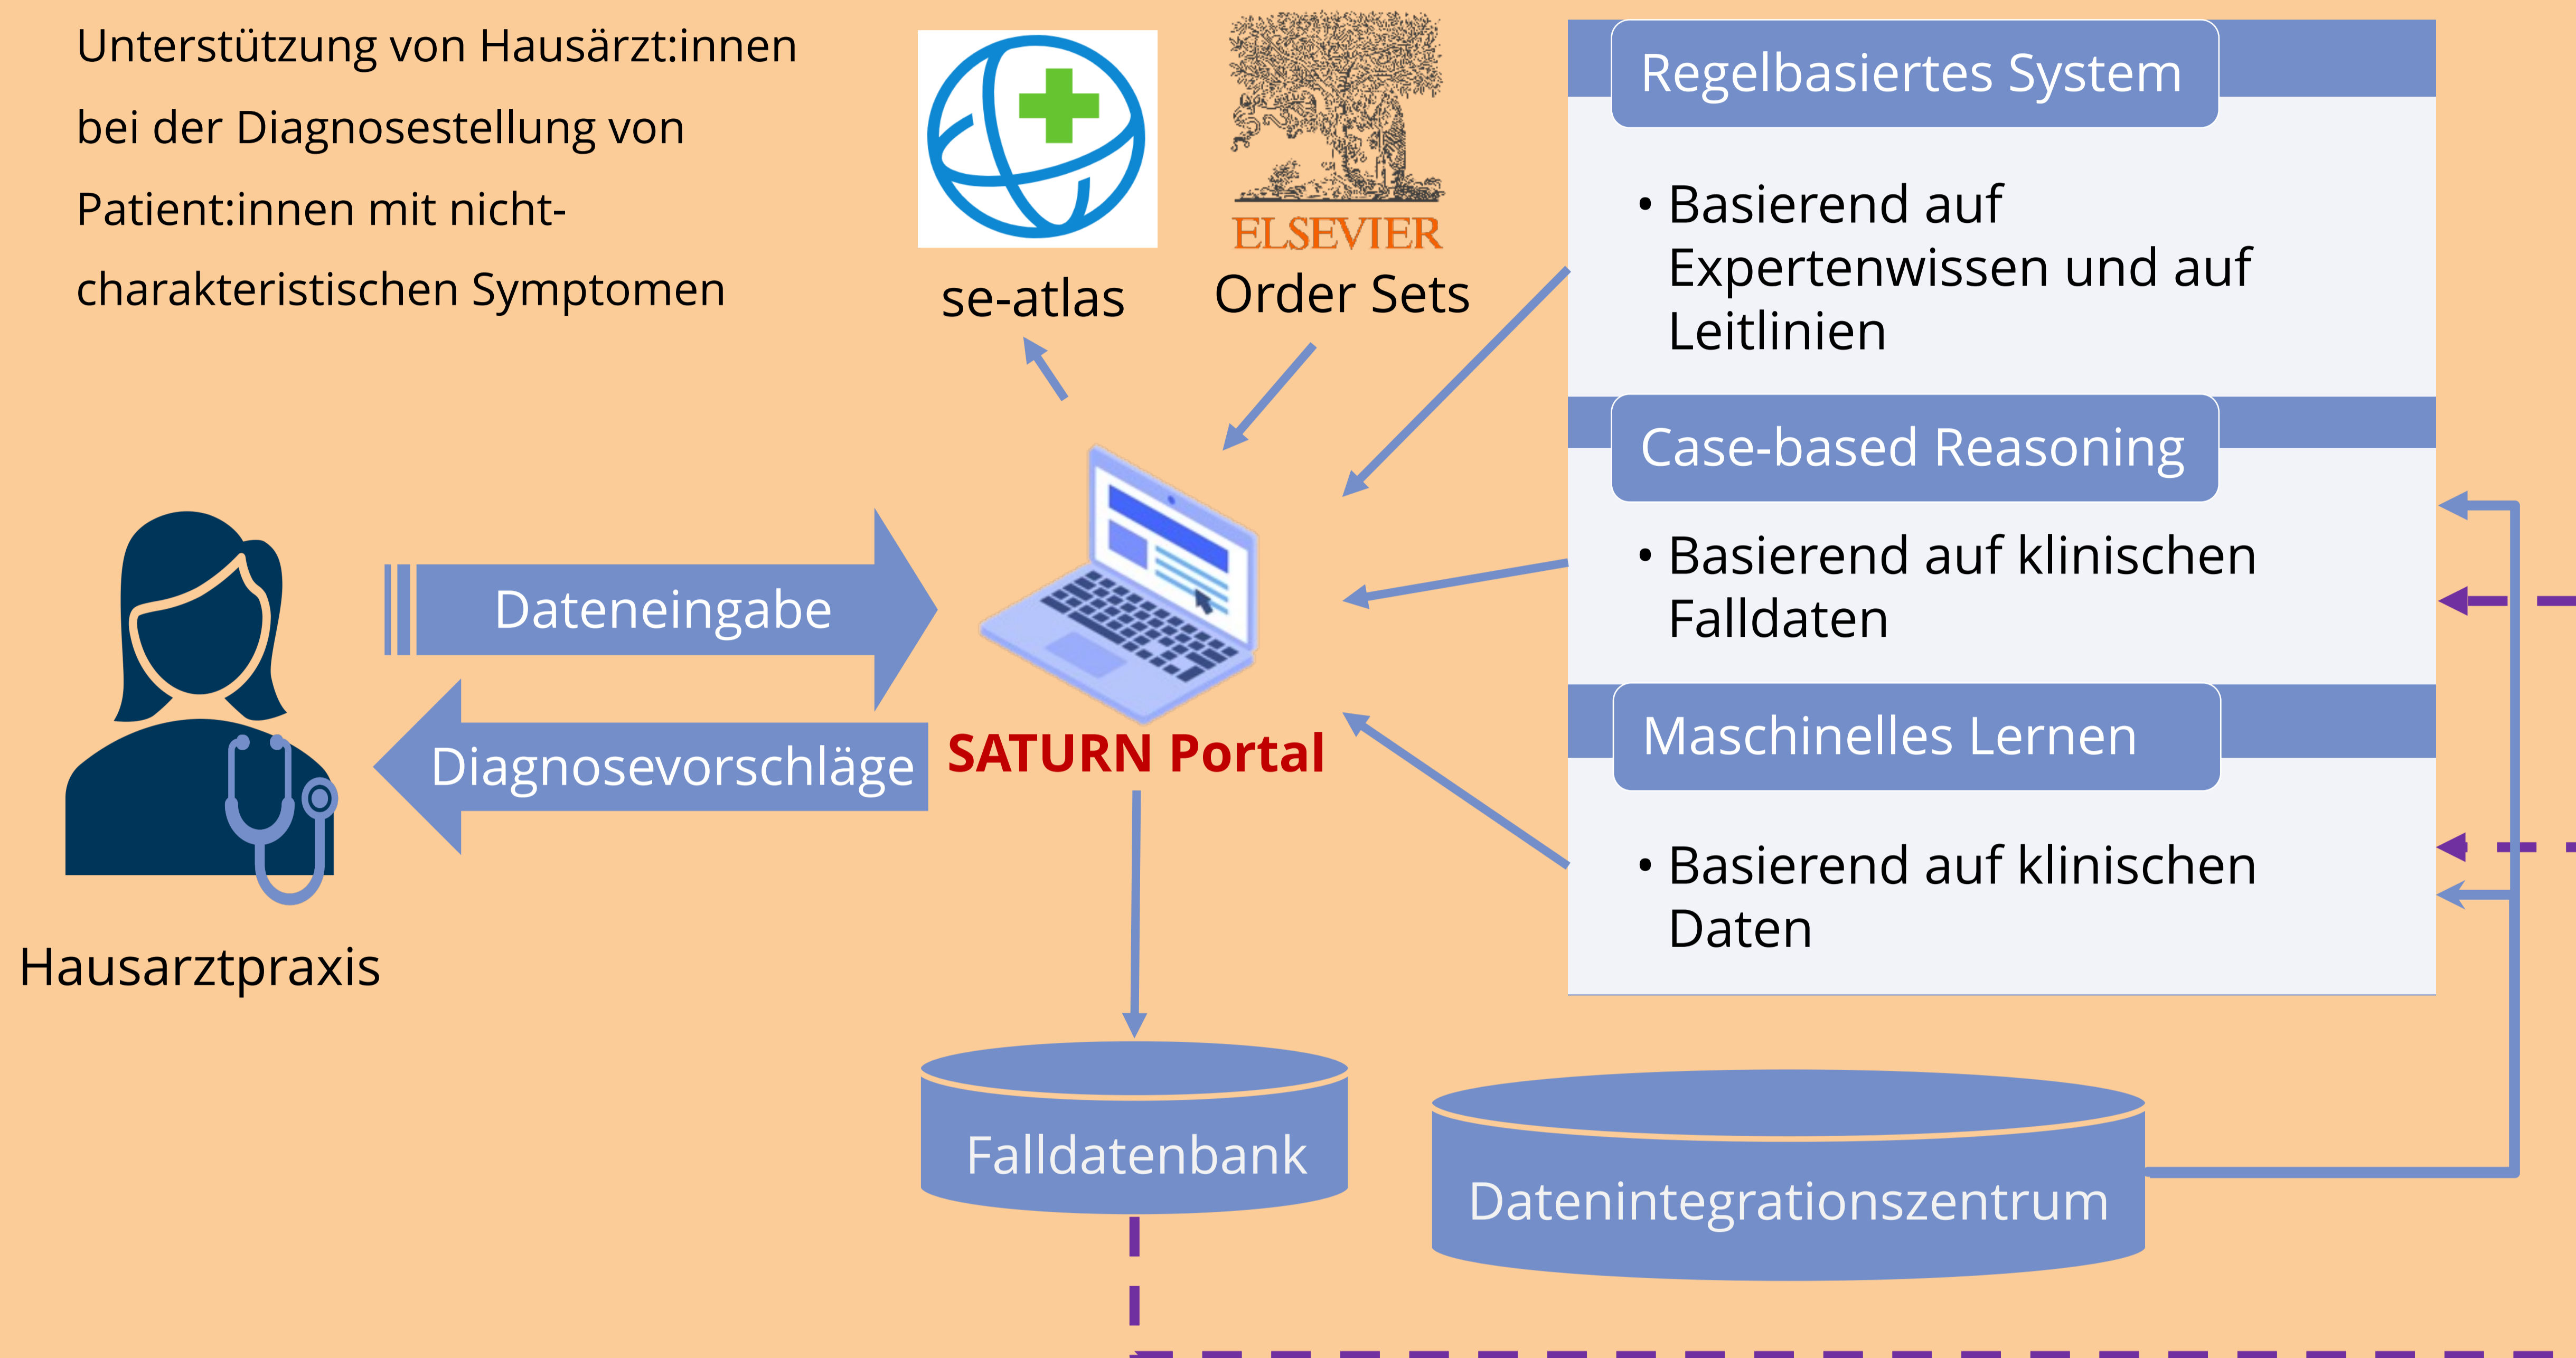 Unterstützung von Hausärzt:innen
bei der Diagnosestellung von
Patient:innen mit nicht-
charakteristischen Symptomen
ELSEVIER
se-atlas
Order Sets
Regelbasiertes System
• Basierend auf
Expertenwissen und auf
Leitlinien
Case-based Reasoning
• Basierend auf klinischen
Falldaten
Maschinelles Lernen
• Basierend auf klinischen
Daten
Dateneingabe
Diagnosevorschläge
SATURN Portal
Hausarztpraxis
Falldatenbank
Datenintegrationszentrum